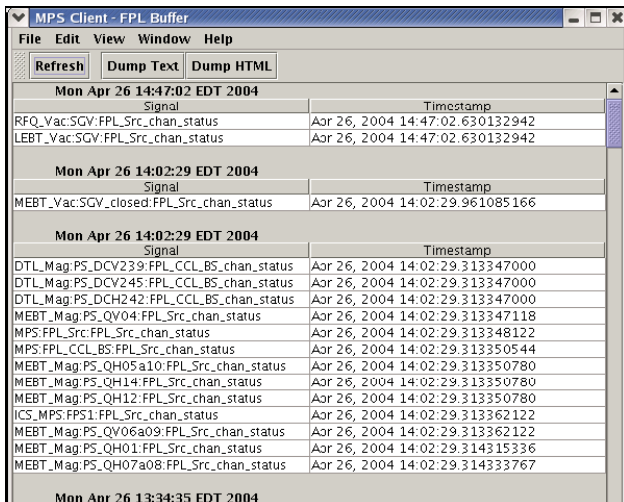 MPS Client - FPL Buffer
File Edit View Window Help
Refresh Dump Text Dump HTML
Mon Apr 26 14:47:02 EDT 2004
Signal Timestamp
RFQ_Vac:SGV:FPL_Src_chan_status Apr 26, 2004 14:47:02.630132942
LEBT_Vac:SGV:FPL_Src_chan_status Apr 26, 2004 14:47:02.630132942
Mon Apr 26 14:02:29 EDT 2004
Signal Timestamp
MEBT_Vac:SGV_closed:FPL_Src_chan_status Apr 26, 2004 14:02:29.961085166
Mon Apr 26 14:02:29 EDT 2004
Signal Timestamp
DTL_Mag:PS_DCV239:FPL_CCL_BS_chan_status Apr 26, 2004 14:02:29.313347000
DTL_Mag:PS_DCV245:FPL_CCL_BS_chan_status Apr 26, 2004 14:02:29.313347000
DTL_Mag:PS_DCH242:FPL_CCL_BS_chan_status Apr 26, 2004 14:02:29.313347000
MEBT_Mag:PS_QV04:FPL_Src_chan_status Apr 26, 2004 14:02:29.313347118
MPS:FPL_Src:FPL_Src_chan_status Apr 26, 2004 14:02:29.313348122
MPS:FPL_CCL_BS:FPL_Src_chan_status Apr 26, 2004 14:02:29.313350544
MEBT_Mag:PS_QH05a10:FPL_Src_chan_status Apr 26, 2004 14:02:29.313350780
MEBT_Mag:PS_QH14:FPL_Src_chan_status Apr 26, 2004 14:02:29.313350780
MEBT_Mag:PS_QH12:FPL_Src_chan_status Apr 26, 2004 14:02:29.313350780
ICS_MPS:FPS1:FPL_Src_chan_status Apr 26, 2004 14:02:29.313362122
MEBT_Mag:PS_QV06a09:FPL_Src_chan_status Apr 26, 2004 14:02:29.313362122
MEBT_Mag:PS_QH01:FPL_Src_chan_status Apr 26, 2004 14:02:29.314315336
MEBT_Mag:PS_QH07a08:FPL_Src_chan_status Apr 26, 2004 14:02:29.314333767
Mon Apr 26 13:34:35 EDT 2004